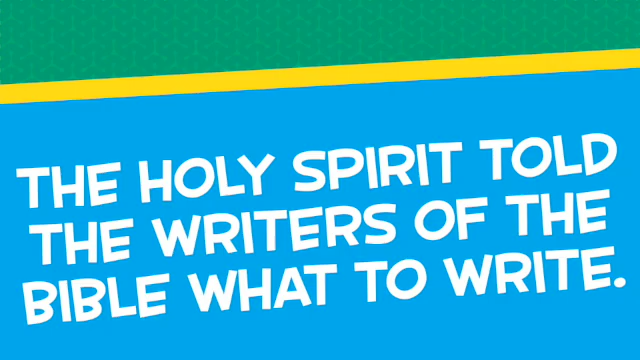 THE HOLY SPIRIT TOLD
THE WRITERS OF THE
BIBLE WHAT TO WRITE.